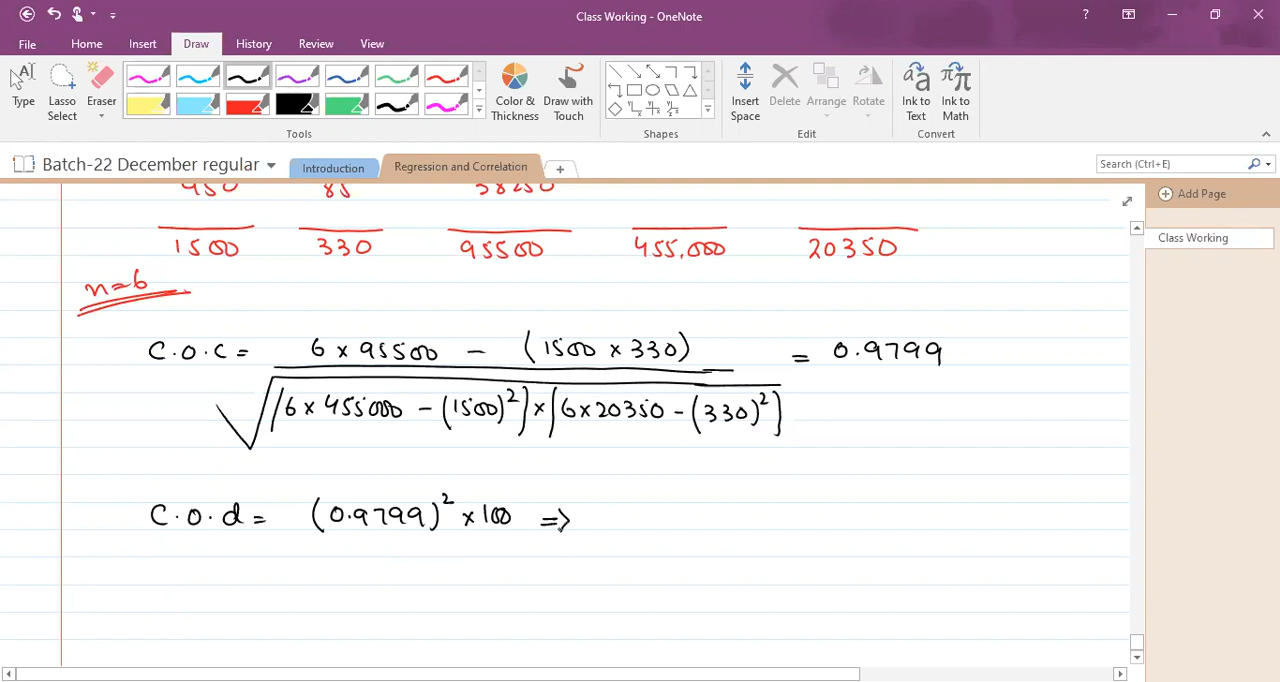 Class Working - OneNote
?
File Home Insert Draw History Review View
Type
Lasso Select
Eraser
Color & Thickness
Draw with Touch
Insert Space
Delete
Arrange
Rotate
Ink to Text
Ink to Math
Tools
Shapes
Edit
Convert
Batch-22 December regular
Introduction
Regression and Correlation
Search (Ctrl+E)
Add Page
Class Working
450 85 38250
1500 330 95500 455,000 20350
n=6
C.O.C = 6 x 95500 - (1500 x 330) = 0.9799
√[6 x 455000 - (1500)²] x [6 x 20350 - (330)²]
C.O.d = (0.9799)² x 100 =>